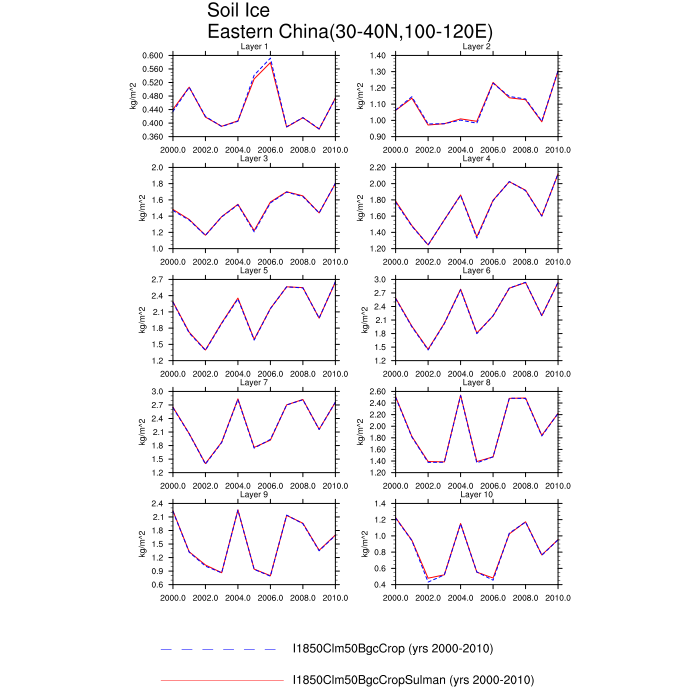 Soil Ice
Eastern China(30-40N,100-120E)
Layer 1
Layer 2
0.600
0.560
0.520
0.480
0.440
0.400
0.360
kg/m^2
2000.0 2002.0 2004.0 2006.0 2008.0 2010.0
1.40
1.30
1.20
1.10
1.00
0.90
kg/m^2
2000.0 2002.0 2004.0 2006.0 2008.0 2010.0
Layer 3
Layer 4
2.0
1.8
1.6
1.4
1.2
1.0
kg/m^2
2000.0 2002.0 2004.0 2006.0 2008.0 2010.0
2.20
2.00
1.80
1.60
1.40
1.20
kg/m^2
2000.0 2002.0 2004.0 2006.0 2008.0 2010.0
Layer 5
Layer 6
2.7
2.4
2.1
1.8
1.5
1.2
kg/m^2
2000.0 2002.0 2004.0 2006.0 2008.0 2010.0
3.0
2.7
2.4
2.1
1.8
1.5
1.2
kg/m^2
2000.0 2002.0 2004.0 2006.0 2008.0 2010.0
Layer 7
Layer 8
3.0
2.7
2.4
2.1
1.8
1.5
1.2
kg/m^2
2000.0 2002.0 2004.0 2006.0 2008.0 2010.0
2.60
2.40
2.20
2.00
1.80
1.60
1.40
1.20
kg/m^2
2000.0 2002.0 2004.0 2006.0 2008.0 2010.0
Layer 9
Layer 10
2.4
2.1
1.8
1.5
1.2
0.9
0.6
kg/m^2
2000.0 2002.0 2004.0 2006.0 2008.0 2010.0
1.4
1.2
1.0
0.8
0.6
0.4
kg/m^2
2000.0 2002.0 2004.0 2006.0 2008.0 2010.0
I1850Clm50BgcCrop (yrs 2000-2010)
I1850Clm50BgcCropSulman (yrs 2000-2010)